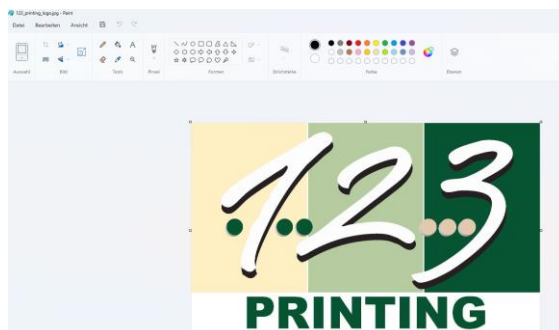 123_printing_logo.jpg - Paint
Datei Bearbeiten Ansicht
A
Auswahl Bild Tools Pinsel Formen Strichstärke Farbe Ebenen
123
PRINTING